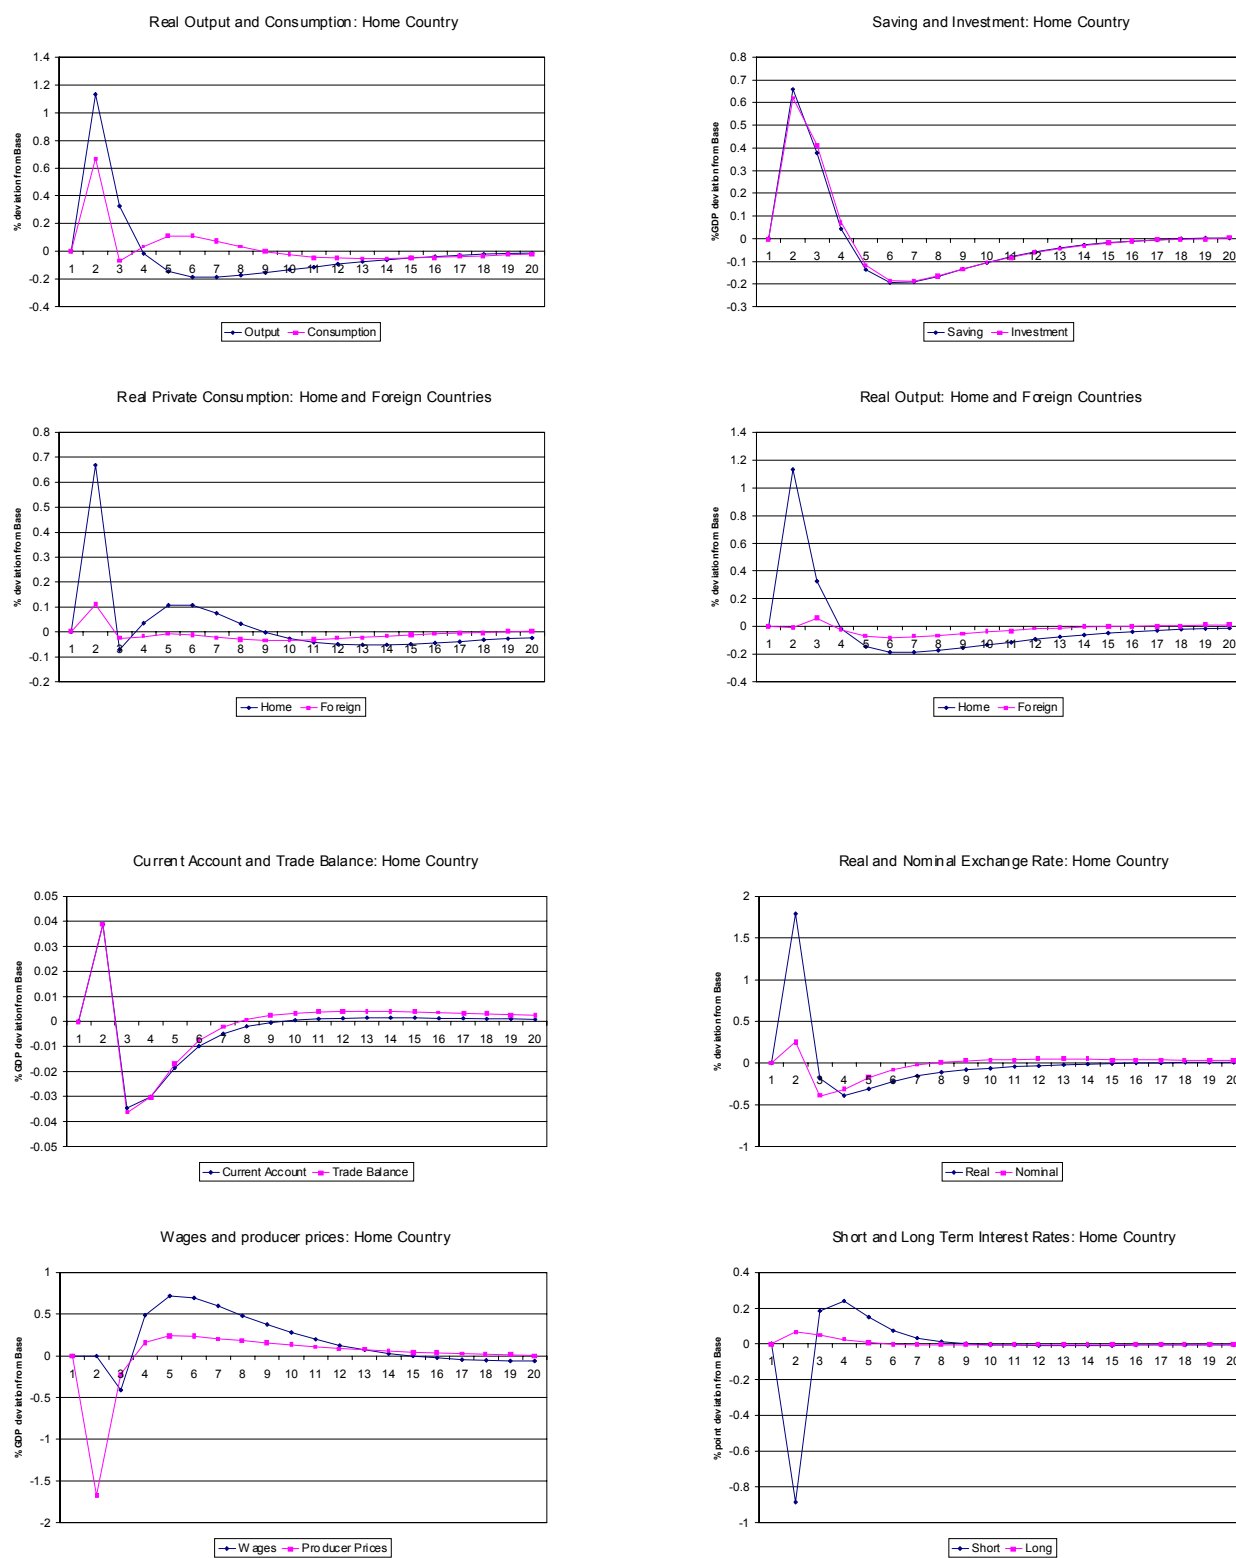 Real Output and Consumption: Home Country
% deviation from Base
1.4
1.2
1
0.8
0.6
0.4
0.2
0
-0.2
-0.4
1 2 3 4 5 6 7 8 9 10 11 12 13 14 15 16 17 18 19 20
Output Consumption
Saving and Investment: Home Country
%GDP deviation from Base
0.8
0.7
0.6
0.5
0.4
0.3
0.2
0.1
0
-0.1
-0.2
-0.3
1 2 3 4 5 6 7 8 9 10 11 12 13 14 15 16 17 18 19 20
Saving Investment
Real Private Consumption: Home and Foreign Countries
% deviation from Base
0.8
0.7
0.6
0.5
0.4
0.3
0.2
0.1
0
-0.1
-0.2
1 2 3 4 5 6 7 8 9 10 11 12 13 14 15 16 17 18 19 20
Home Foreign
Real Output: Home and Foreign Countries
% deviation from Base
1.4
1.2
1
0.8
0.6
0.4
0.2
0
-0.2
-0.4
1 2 3 4 5 6 7 8 9 10 11 12 13 14 15 16 17 18 19 20
Home Foreign
Current Account and Trade Balance: Home Country
%GDP deviation from Base
0.05
0.04
0.03
0.02
0.01
0
-0.01
-0.02
-0.03
-0.04
-0.05
1 2 3 4 5 6 7 8 9 10 11 12 13 14 15 16 17 18 19 20
Current Account Trade Balance
Real and Nominal Exchange Rate: Home Country
% deviation from Base
2
1.5
1
0.5
0
-0.5
-1
1 2 3 4 5 6 7 8 9 10 11 12 13 14 15 16 17 18 19 20
Real Nominal
Wages and producer prices: Home Country
%GDP deviation from Base
1
0.5
0
-0.5
-1
-1.5
-2
1 2 3 4 5 6 7 8 9 10 11 12 13 14 15 16 17 18 19 20
Wages Producer Prices
Short and Long Term Interest Rates: Home Country
% point deviation from Base
0.4
0.2
0
-0.2
-0.4
-0.6
-0.8
-1
1 2 3 4 5 6 7 8 9 10 11 12 13 14 15 16 17 18 19 20
Short Long